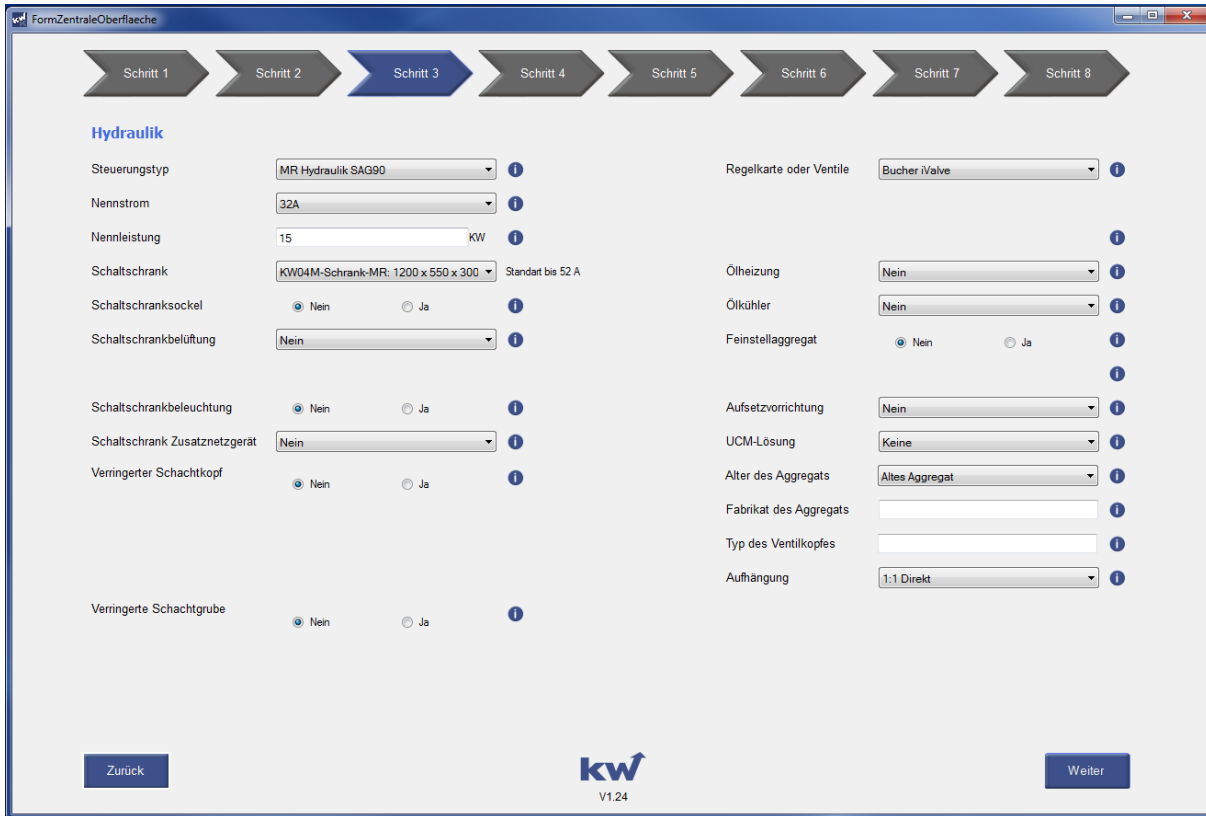 FormZentraleOberflaeche
Schritt 1
Schritt 2
Schritt 3
Schritt 4
Schritt 5
Schritt 6
Schritt 7
Schritt 8
Hydraulik
Steuerungstyp MR Hydraulik SAG90
Nennstrom 32A
Nennleistung 15 KW
Schaltschrank KW04M-Schrank-MR: 1200 x 550 x 300 Standart bis 52 A
Schaltschranksockel Nein Ja
Schaltschrankbelüftung Nein
Schaltschrankbeleuchtung Nein Ja
Schaltschrank Zusatznetzgerät Nein
Verringerter Schachtkopf Nein Ja
Verringerte Schachtgrube Nein Ja
Regelkarte oder Ventile Bucher iValve
Ölheizung Nein
Ölkühler Nein
Feinstellaggregat Nein Ja
Aufsetzvorrichtung Nein
UCM-Lösung Keine
Alter des Aggregats Altes Aggregat
Fabrikat des Aggregats
Typ des Ventilkopfes
Aufhängung 1:1 Direkt
Zurück
kw
V1.24
Weiter